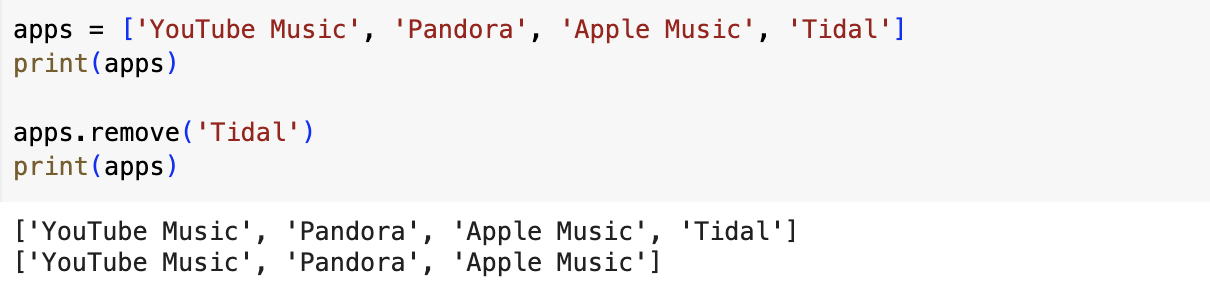 apps = ['YouTube Music', 'Pandora', 'Apple Music', 'Tidal']
print(apps)
apps.remove('Tidal')
print(apps)
['YouTube Music', 'Pandora', 'Apple Music', 'Tidal']
['YouTube Music', 'Pandora', 'Apple Music']